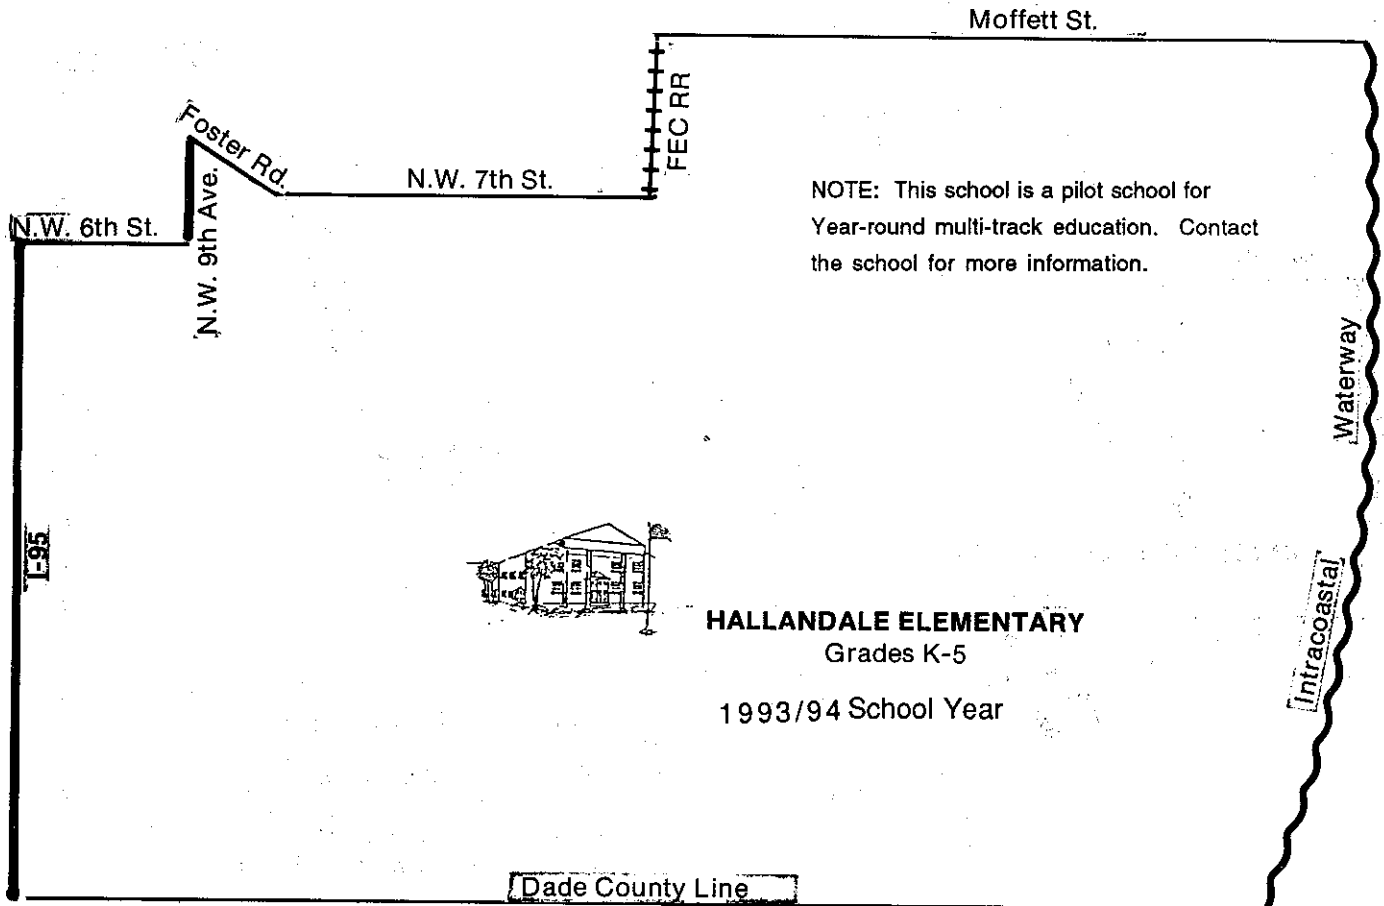 Moffett St.
FEC RR
Foster Rd.
N.W. 7th St.
N.W. 6th St.
N.W. 9th Ave.
NOTE: This school is a pilot school for
Year-round multi-track education. Contact
the school for more information.
Waterway
Intracoastal
I-95
HALLANDALE ELEMENTARY
Grades K-5
1993/94 School Year
Dade County Line